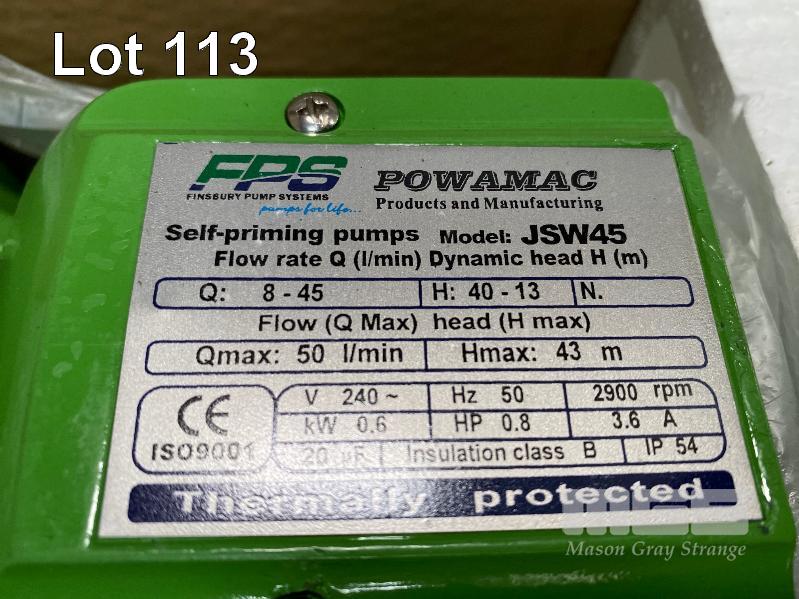 Lot 113
FPS POWAMAC
FINSBURY PUMP SYSTEMS Products and Manufacturing
pumps for life...
Self-priming pumps Model: JSW45
Flow rate Q (l/min) Dynamic head H (m)
Q: 8 - 45 H: 40 - 13 N.
Flow (Q Max) head (H max)
Qmax: 50 l/min Hmax: 43 m
CE V 240 ~ Hz 50 2900 rpm
kW 0.6 HP 0.8 3.6 A
ISO9001 20 µF Insulation class B IP 54
Thermally protected
MGS
Mason Gray Strange